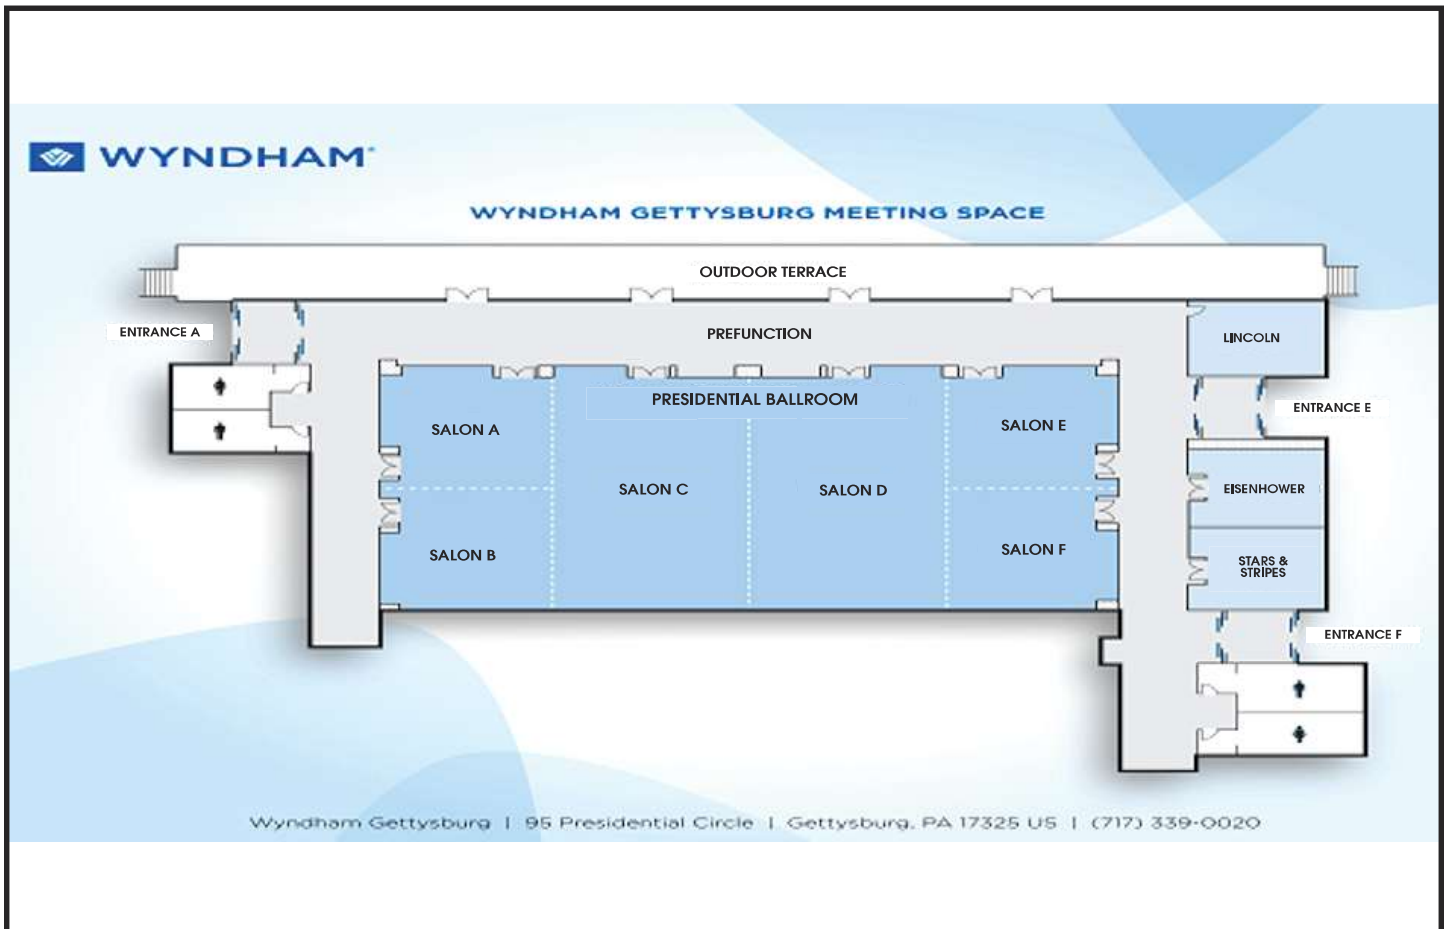 WYNDHAM
WYNDHAM GETTYSBURG MEETING SPACE
OUTDOOR TERRACE
ENTRANCE A
PREFUNCTION
LINCOLN
PRESIDENTIAL BALLROOM
ENTRANCE E
SALON A
SALON E
SALON C
SALON D
EISENHOWER
SALON B
SALON F
STARS &
STRIPES
ENTRANCE F
Wyndham Gettysburg | 95 Presidential Circle | Gettysburg, PA 17325 US | (717) 339-0020